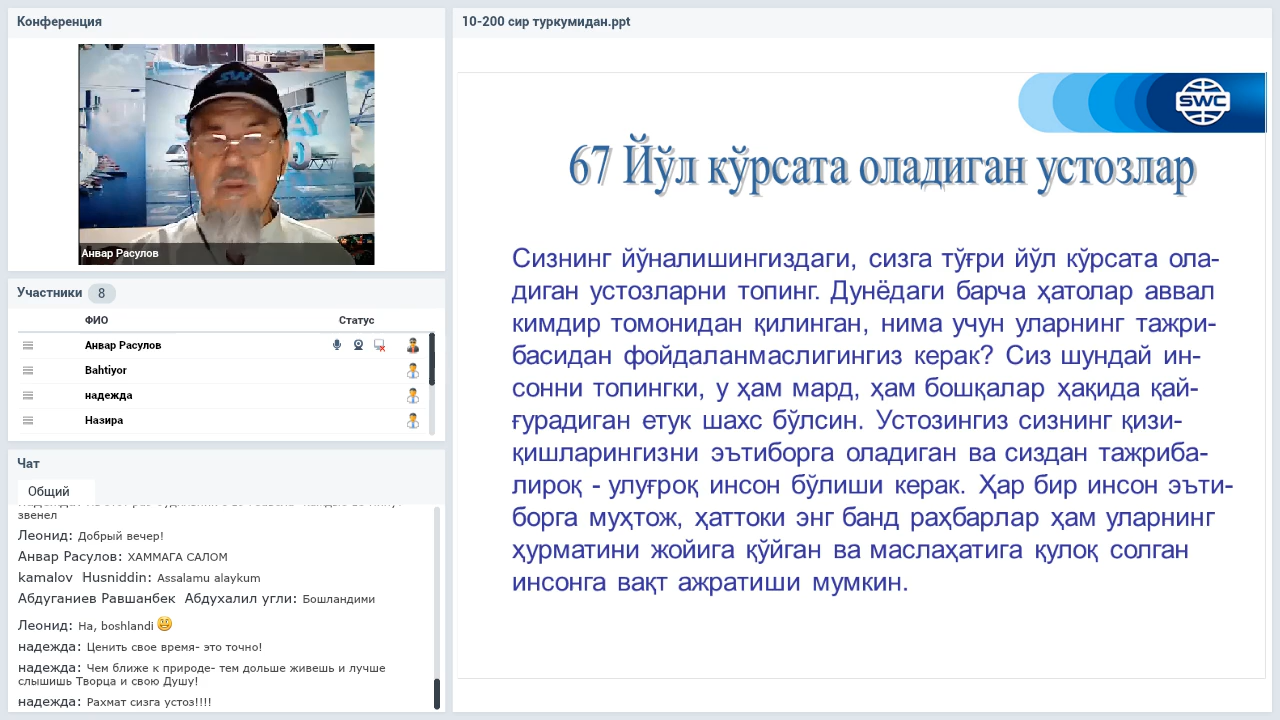 Конференция
Анвар Расулов
Участники 8
ФИО Статус
Анвар Расулов
Bahtiyor
надежда
Назира
Чат
Общий
звенел
Леонид: Добрый вечер!
Анвар Расулов: ХАММАГА САЛОМ
kamalov Husniddin: Assalamu alaykum
Абдуганиев Равшанбек Абдухалил угли: Бошландими
Леонид: Ha, boshlandi
надежда: Ценить свое время- это точно!
надежда: Чем ближе к природе- тем дольше живешь и лучше
слышишь Творца и свою Душу!
надежда: Рахмат сизга устоз!!!!
10-200 сир туркумидан.ppt
SWC
67 Йўл кўрсата оладиган устозлар
Сизнинг йўналишингиздаги, сизга тўғри йўл кўрсата ола-
диган устозларни топинг. Дунёдаги барча ҳатолар аввал
кимдир томонидан қилинган, нима учун уларнинг тажри-
басидан фойдаланмаслигингиз керак? Сиз шундай ин-
сонни топингки, у ҳам мард, ҳам бошқалар ҳақида қай-
ғурадиган етук шахс бўлсин. Устозингиз сизнинг қизи-
қишларингизни эътиборга оладиган ва сиздан тажриба-
лироқ - улуғроқ инсон бўлиши керак. Ҳар бир инсон эъти-
борга муҳтож, ҳаттоки энг банд раҳбарлар ҳам уларнинг
ҳурматини жойига қўйган ва маслаҳатига қулоқ солган
инсонга вақт ажратиши мумкин.